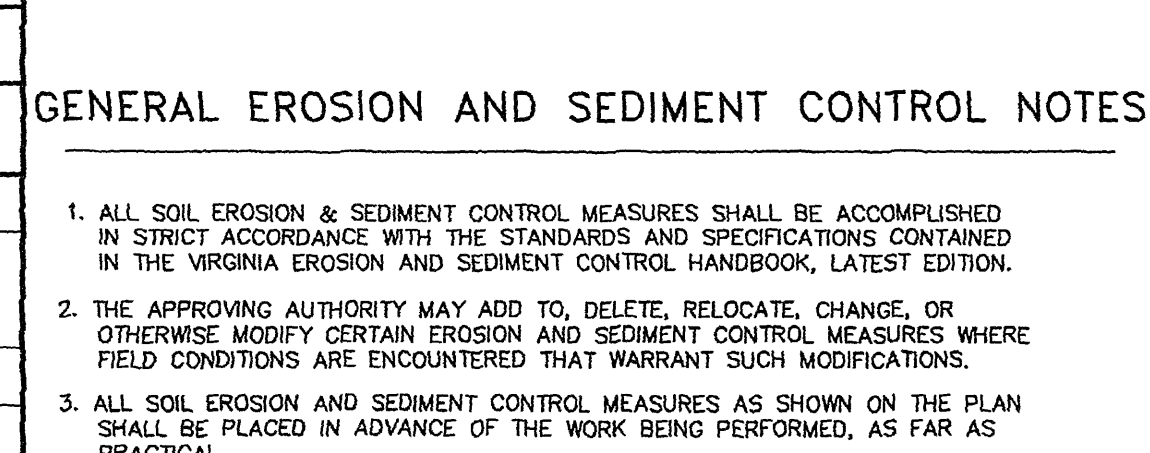 GENERAL EROSION AND SEDIMENT CONTROL NOTES
1. ALL SOIL EROSION & SEDIMENT CONTROL MEASURES SHALL BE ACCOMPLISHED
IN STRICT ACCORDANCE WITH THE STANDARDS AND SPECIFICATIONS CONTAINED
IN THE VIRGINIA EROSION AND SEDIMENT CONTROL HANDBOOK, LATEST EDITION.
2. THE APPROVING AUTHORITY MAY ADD TO, DELETE, RELOCATE, CHANGE, OR
OTHERWISE MODIFY CERTAIN EROSION AND SEDIMENT CONTROL MEASURES WHERE
FIELD CONDITIONS ARE ENCOUNTERED THAT WARRANT SUCH MODIFICATIONS.
3. ALL SOIL EROSION AND SEDIMENT CONTROL MEASURES AS SHOWN ON THE PLAN
SHALL BE PLACED IN ADVANCE OF THE WORK BEING PERFORMED, AS FAR AS
PRACTICAL